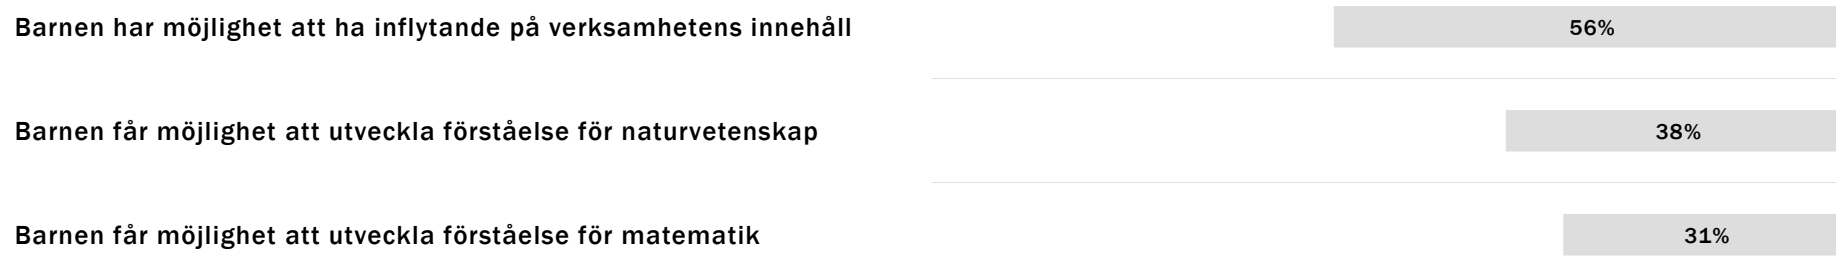 Barnen har möjlighet att ha inflytande på verksamhetens innehåll 56%
Barnen får möjlighet att utveckla förståelse för naturvetenskap 38%
Barnen får möjlighet att utveckla förståelse för matematik 31%